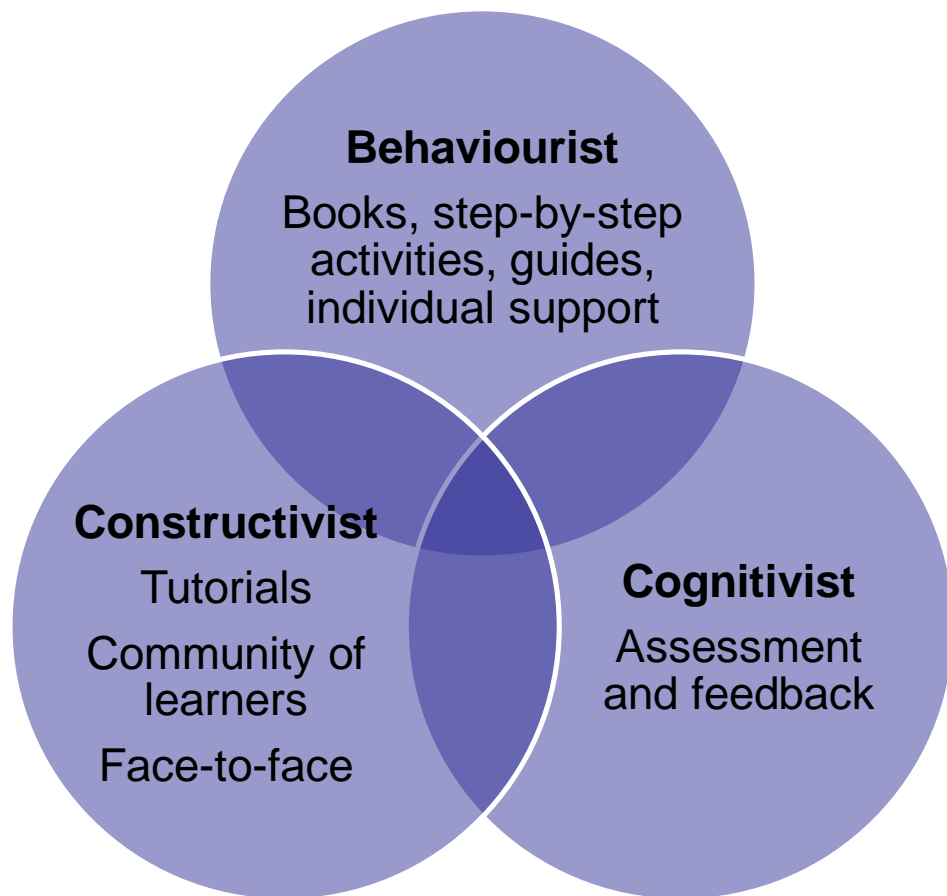 Behaviourist
Books, step-by-step
activities, guides,
individual support
Constructivist
Tutorials
Community of
learners
Face-to-face
Cognitivist
Assessment
and feedback